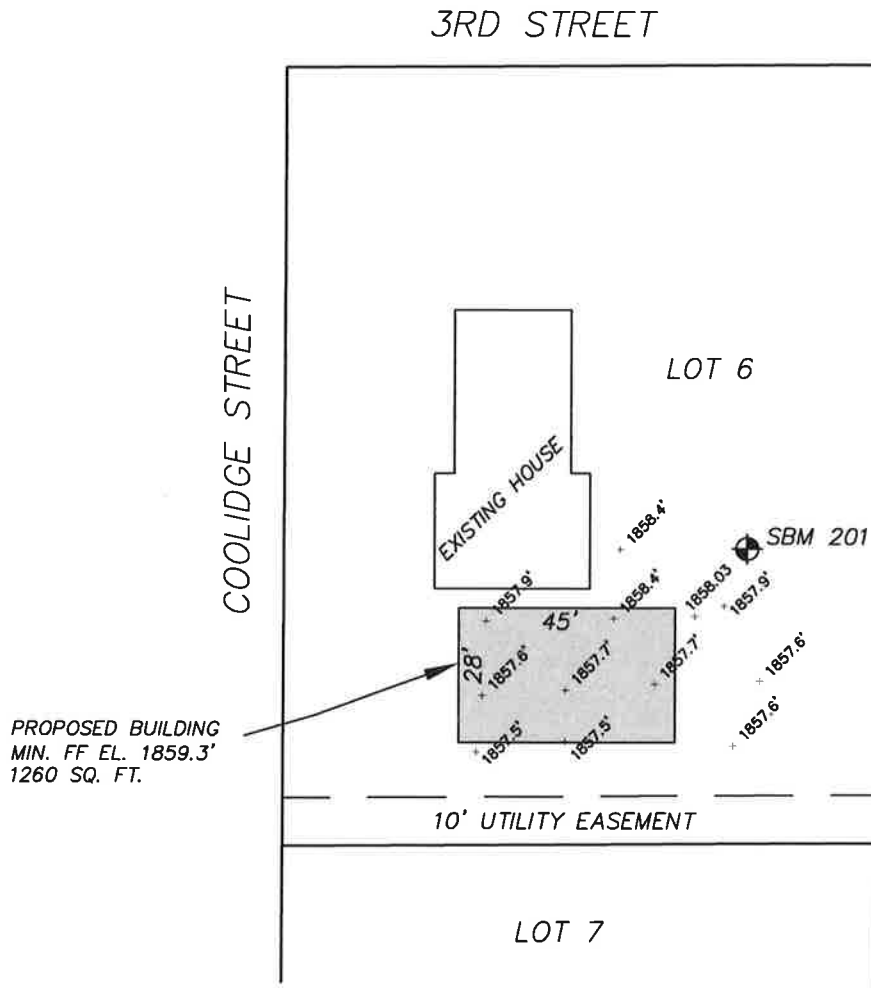 3RD STREET
COOLIDGE STREET
LOT 6
EXISTING HOUSE
1858.4'
SBM 201
1857.9'
1858.4'
1858.03
1857.9'
45'
28'
1857.6'
1857.7'
1857.7'
1857.6'
1857.5'
1857.5'
1857.6'
PROPOSED BUILDING
MIN. FF EL. 1859.3'
1260 SQ. FT.
10' UTILITY EASEMENT
LOT 7